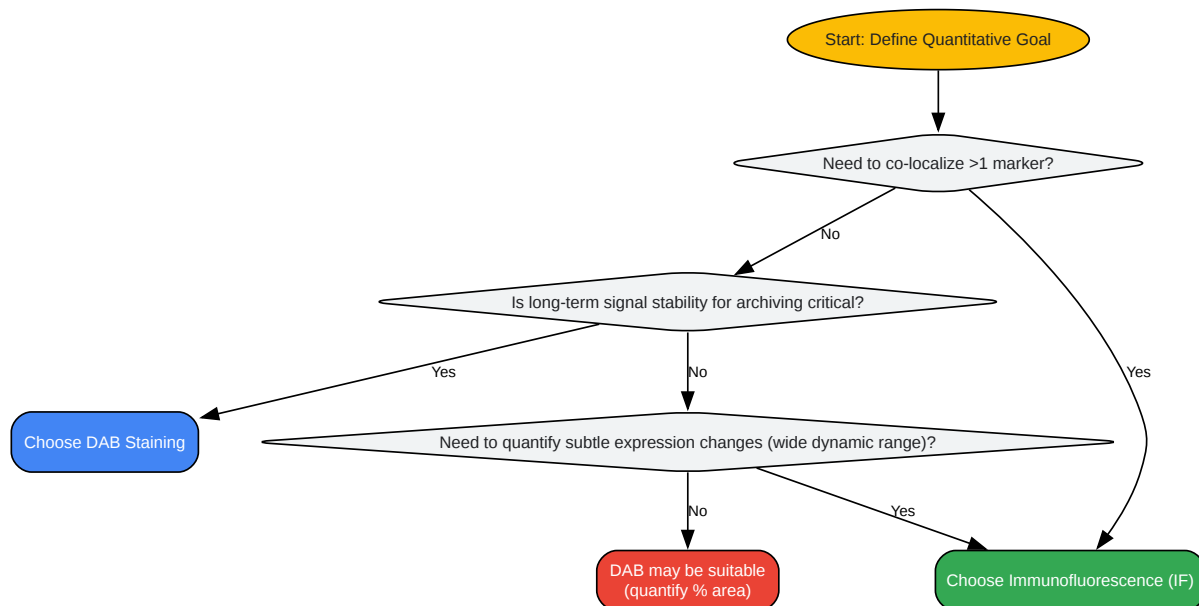 Start: Define Quantitative Goal
Need to co-localize >1 marker?
No
Is long-term signal stability for archiving critical?
Yes
No
Yes
Choose DAB Staining
Need to quantify subtle expression changes (wide dynamic range)?
No
Yes
DAB may be suitable
(quantify % area)
Choose Immunofluorescence (IF)